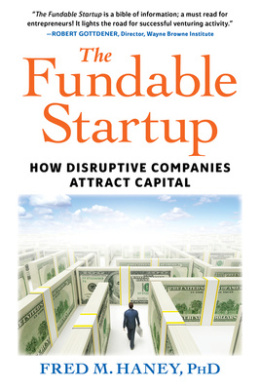 "The Fundable Startup is a bible of information; a must read for
entrepreneurs! It lights the road for successful venturing activity."
—ROBERT GOTTDENER, Director, Wayne Browne Institute
The
Fundable
Startup
HOW DISRUPTIVE COMPANIES
ATTRACT CAPITAL
FRED M. HANEY, PHD